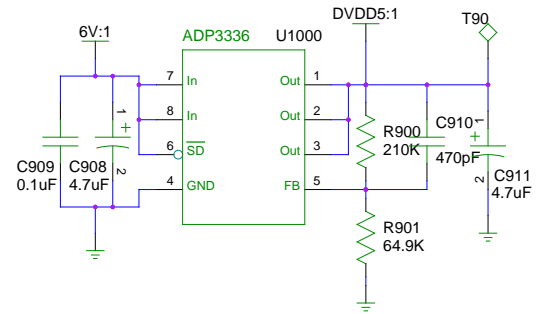 6V:1
ADP3336
U1000
DVDD5:1
T90
7
In
Out
1
8
In
Out
2
6
SD
Out
3
4
GND
FB
5
1
+
2
C909
0.1uF
C908
4.7uF
R900
210K
C910
470pF
+
1
2
C911
4.7uF
R901
64.9K